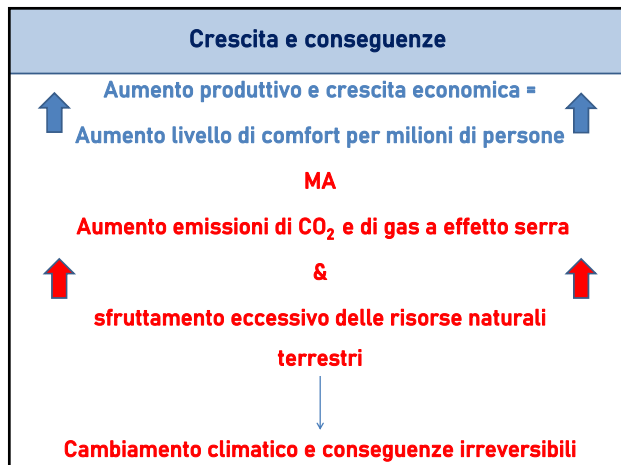 Crescita e conseguenze
Aumento produttivo e crescita economica =
Aumento livello di comfort per milioni di persone
MA
Aumento emissioni di CO₂ e di gas a effetto serra
&
sfruttamento eccessivo delle risorse naturali
terrestri
Cambiamento climatico e conseguenze irreversibili